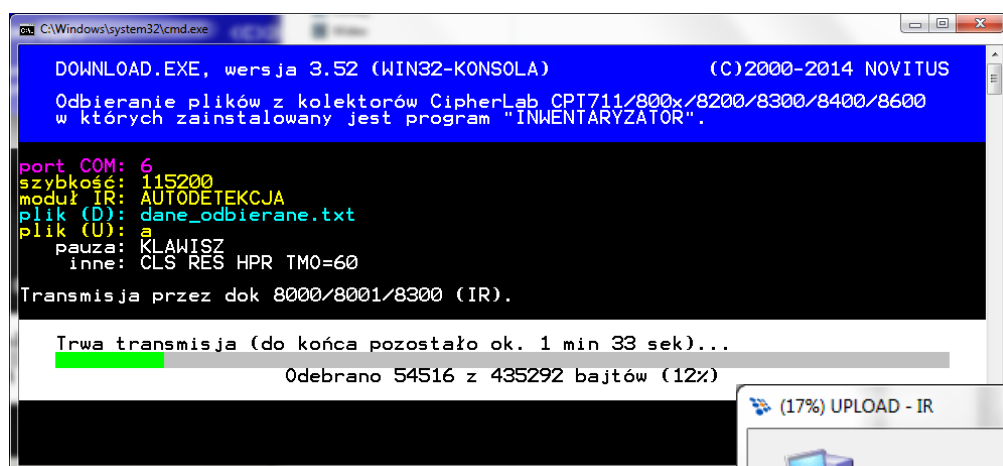 C:\Windows\system32\cmd.exe
DOWNLOAD.EXE, wersja 3.52 (WIN32-KONSOLA) (C)2000-2014 NOVITUS
Odbieranie plików z kolektorów CipherLab CPT711/800x/8200/8300/8400/8600
w których zainstalowany jest program "INWENTARYZATOR".
port COM: 6
szybkość: 115200
moduł IR: AUTODETEKCJA
plik (D): dane_odbierane.txt
plik (U): a
pauza: KLAWISZ
inne: CLS RES HPR TMO=60
Transmisja przez dok 8000/8001/8300 (IR).
Trwa transmisja (do końca pozostało ok. 1 min 33 sek)...
Odebrano 54516 z 435292 bajtów (12%)
(17%) UPLOAD - IR